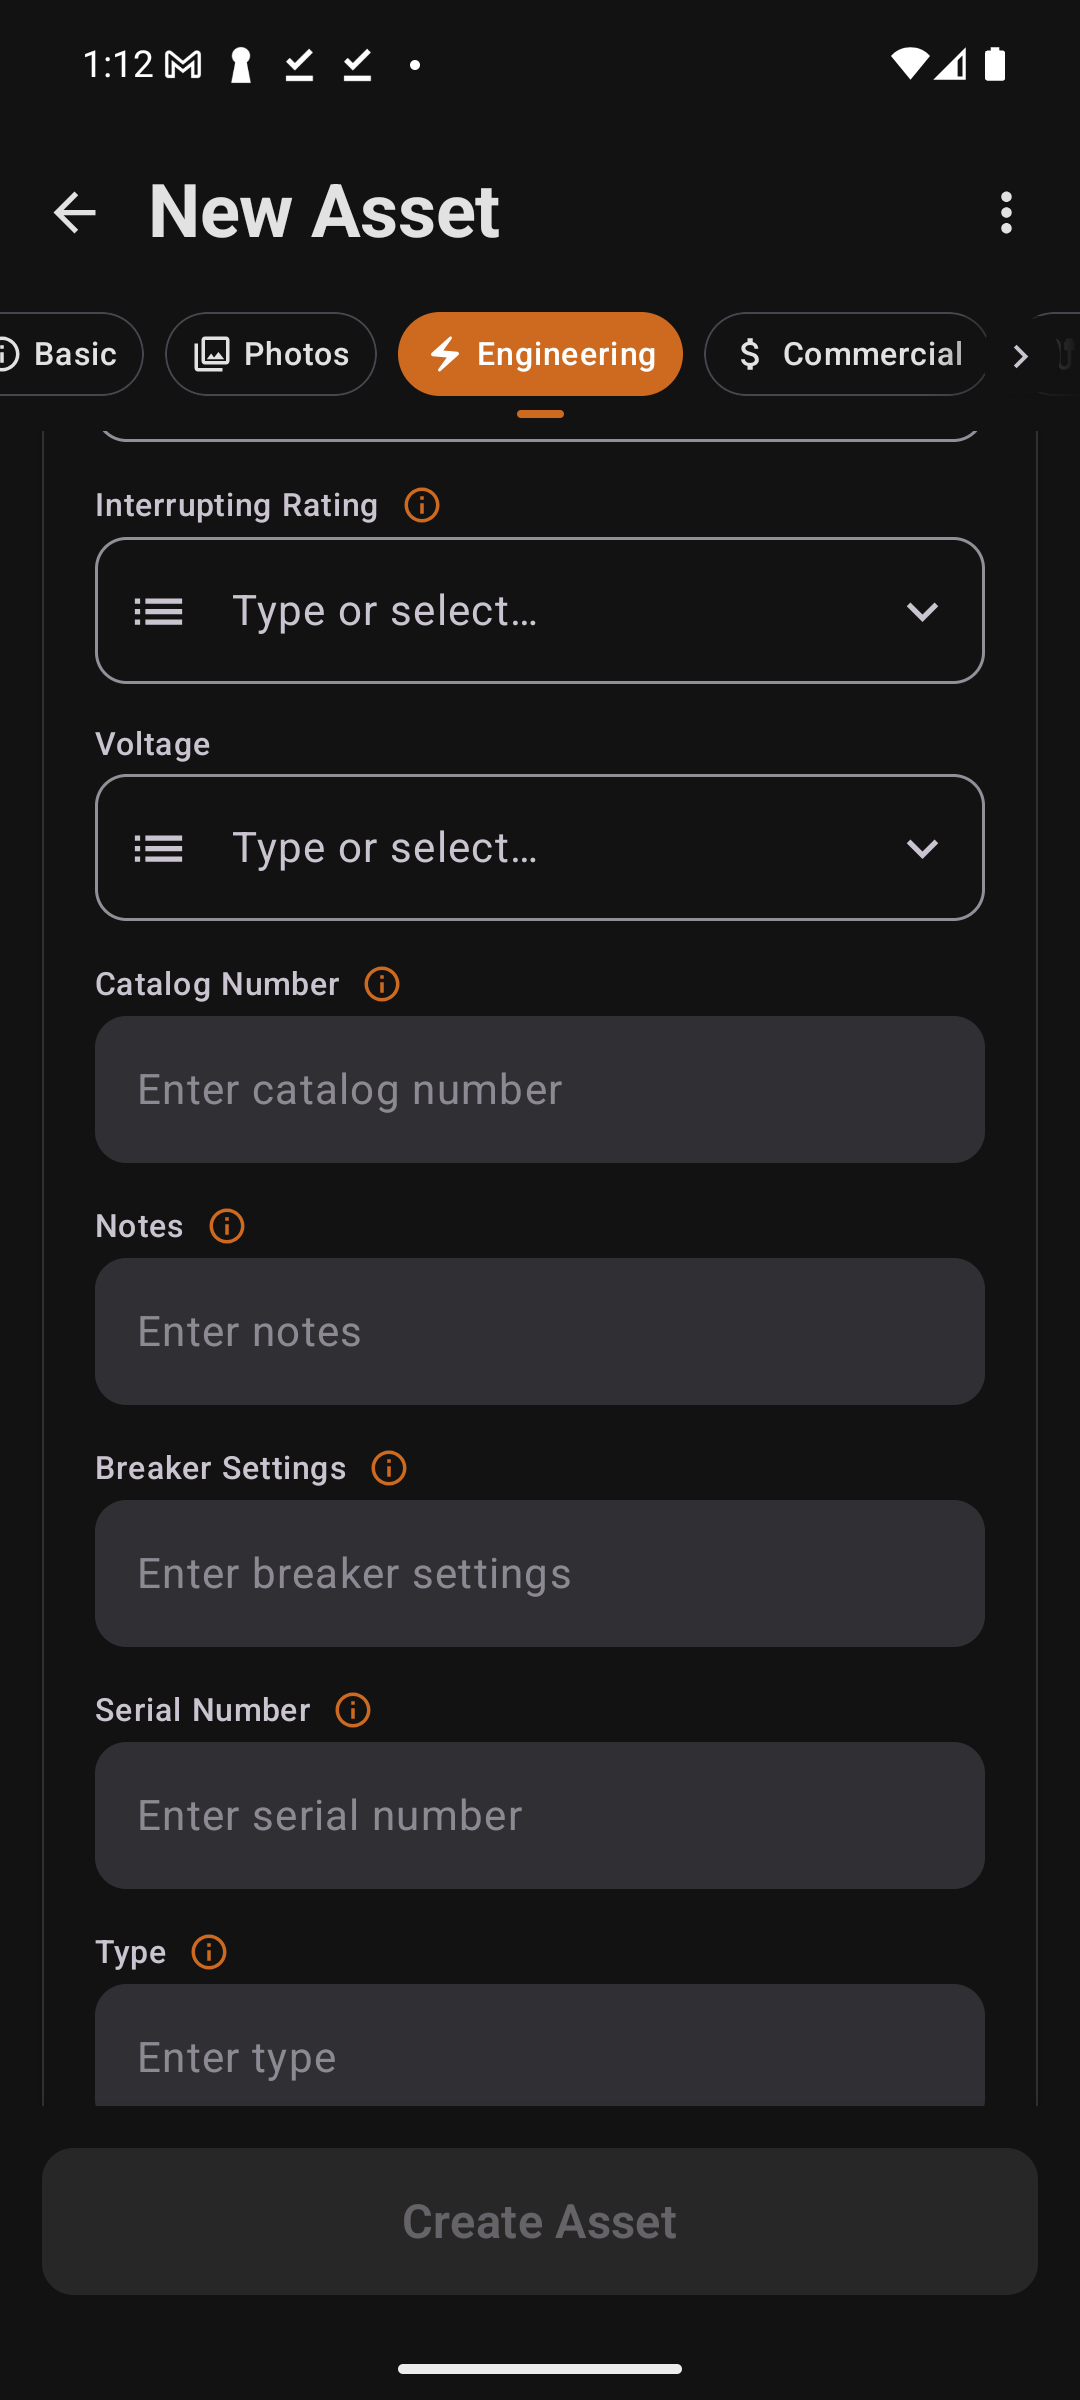 1:12
New Asset
Basic
Photos
Engineering
$ Commercial
Interrupting Rating
Type or select...
Voltage
Type or select...
Catalog Number
Enter catalog number
Notes
Enter notes
Breaker Settings
Enter breaker settings
Serial Number
Enter serial number
Type
Enter type
Create Asset